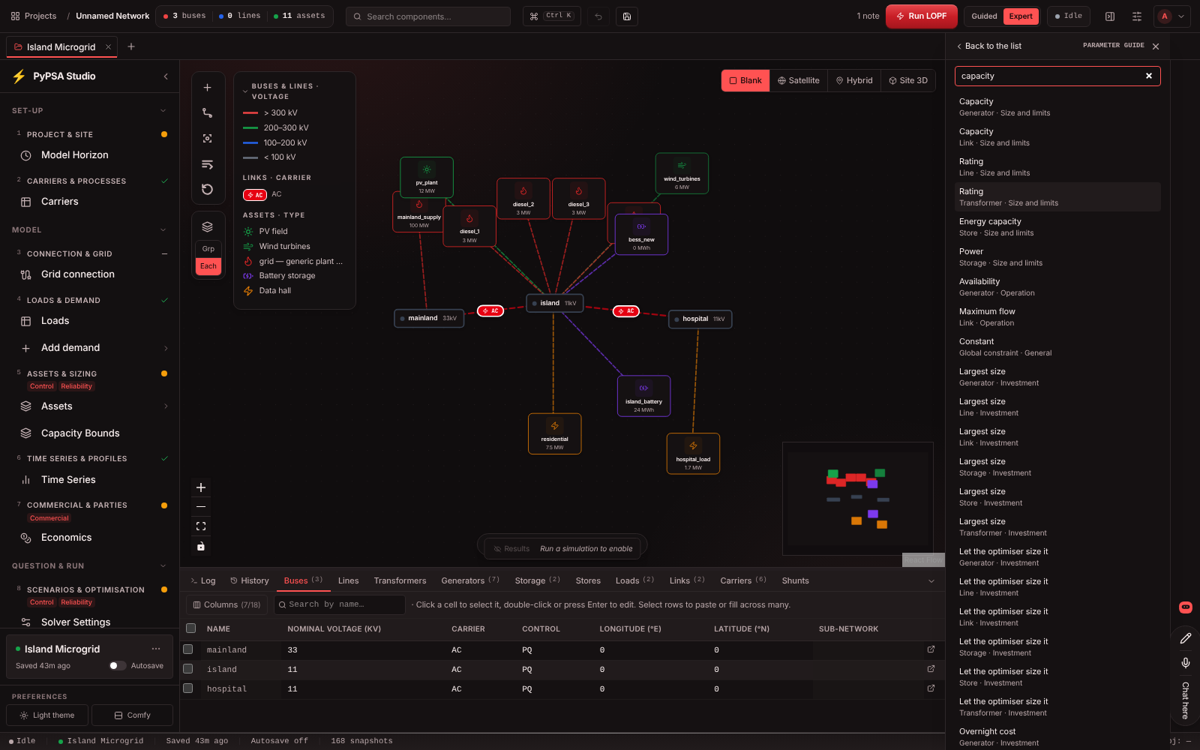 Projects / Unnamed Network
3 buses 0 lines 11 assets
Search components...
⌘ Ctrl K
1 note
Run LOPF
Guided Expert
Idle
A
Island Microgrid
PyPSA Studio
SET-UP
1 PROJECT & SITE
Model Horizon
2 CARRIERS & PROCESSES
Carriers
MODEL
3 CONNECTION & GRID
Grid connection
4 LOADS & DEMAND
Loads
Add demand
5 ASSETS & SIZING
Control Reliability
Assets
Capacity Bounds
6 TIME SERIES & PROFILES
Time Series
7 COMMERCIAL & PARTIES
Commercial
Economics
QUESTION & RUN
8 SCENARIOS & OPTIMISATION
Control Reliability
Solver Settings
Island Microgrid
Saved 43m ago Autosave
PREFERENCES
Light theme Comfy
Grp
Each
BUSES & LINES · VOLTAGE
> 300 kV
200–300 kV
100–200 kV
< 100 kV
LINKS · CARRIER
AC AC
ASSETS · TYPE
PV field
Wind turbines
grid — generic plant ...
Battery storage
Data hall
Blank Satellite Hybrid Site 3D
pv_plant
12 MW
mainland_supply
100 MW
diesel_1
3 MW
diesel_2
3 MW
diesel_3
3 MW
wind_turbines
6 MW
bess_new
0 MWh
mainland 33kV
AC
island 11kV
AC
hospital 11kV
island_battery
24 MWh
residential
7.5 MW
hospital_load
1.7 MW
Results Run a simulation to enable
Log History Buses (3) Lines Transformers Generators (7) Storage (2) Stores Loads (2) Links (2) Carriers (6) Shunts
Columns (7/18) Search by name... · Click a cell to select it, double-click or press Enter to edit. Select rows to paste or fill across many.
NAME NOMINAL VOLTAGE (KV) CARRIER CONTROL LONGITUDE (°E) LATITUDE (°N) SUB-NETWORK
mainland 33 AC PQ 0 0
island 11 AC PQ 0 0
hospital 11 AC PQ 0 0
Back to the list PARAMETER GUIDE
capacity
Capacity
Generator · Size and limits
Capacity
Link · Size and limits
Rating
Line · Size and limits
Rating
Transformer · Size and limits
Energy capacity
Store · Size and limits
Power
Storage · Size and limits
Availability
Generator · Operation
Maximum flow
Link · Operation
Constant
Global constraint · General
Largest size
Generator · Investment
Largest size
Line · Investment
Largest size
Link · Investment
Largest size
Storage · Investment
Largest size
Store · Investment
Largest size
Transformer · Investment
Let the optimiser size it
Generator · Investment
Let the optimiser size it
Line · Investment
Let the optimiser size it
Link · Investment
Let the optimiser size it
Storage · Investment
Let the optimiser size it
Store · Investment
Let the optimiser size it
Transformer · Investment
Overnight cost
Generator · Investment
Chat here
Idle Island Microgrid Saved 43m ago Autosave off 168 snapshots